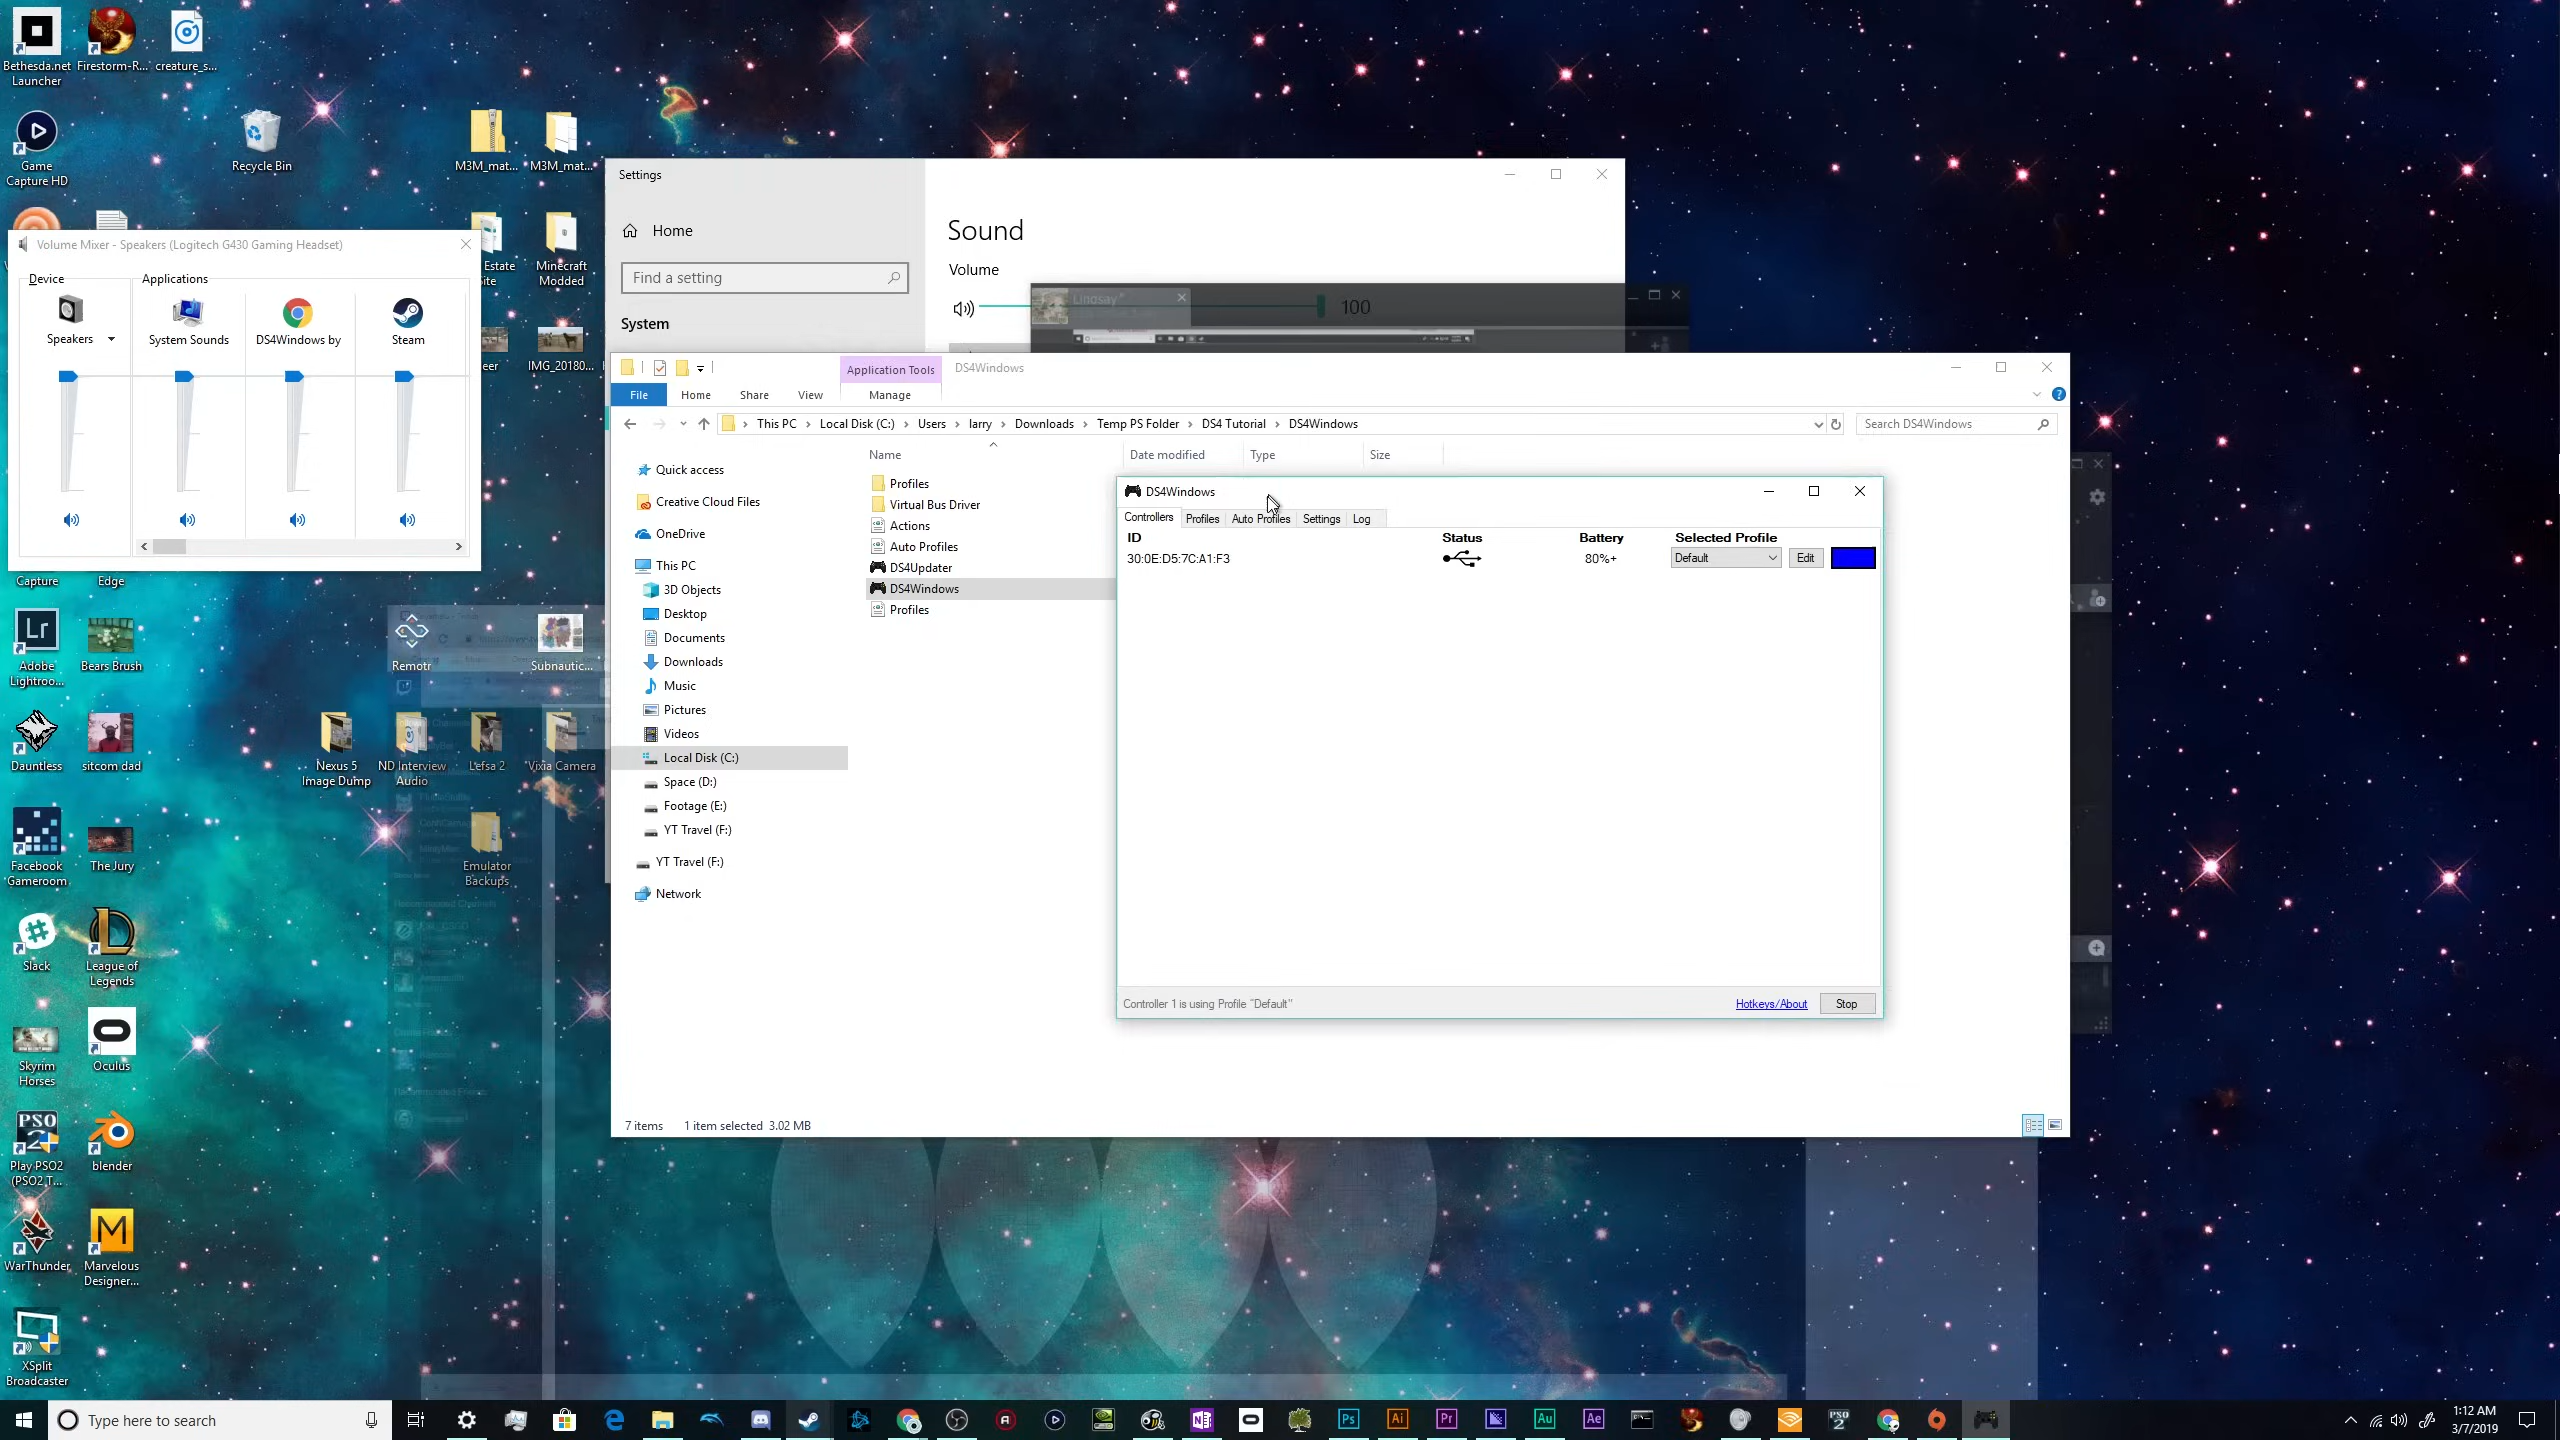 Bethesda.net
Launcher
Firestorm-R...
creature_s...
Game
Capture HD
Recycle Bin
M3M_mat...
M3M_mat...
Estate
Minecraft
Modded
IMG_20180...
Volume Mixer - Speakers (Logitech G430 Gaming Headset)
Device
Applications
Speakers
System Sounds
DS4Windows by
Steam
Capture
Edge
Lr
Adobe
Lightroo...
Bears Brush
Remotr
Subnautic...
Dauntless
sitcom dad
Nexus 5
Image Dump
ND Interview
Audio
Lefsa 2
Vixia Camera
Facebook
Gameroom
The Jury
Emulator
Backups
Slack
League of
Legends
Skyrim
Horses
Oculus
PSO
2
Play PSO2
(PSO2 T...
blender
WarThunder
M
Marvelous
Designer...
XSplit
Broadcaster
Settings
Home
Find a setting
System
Sound
Volume
100
Lindsay
Application Tools
DS4Windows
File
Home
Share
View
Manage
This PC
Local Disk (C:)
Users
larry
Downloads
Temp PS Folder
DS4 Tutorial
DS4Windows
Search DS4Windows
Name
Date modified
Type
Size
Quick access
Creative Cloud Files
OneDrive
This PC
3D Objects
Desktop
Documents
Downloads
Music
Pictures
Videos
Local Disk (C:)
Space (D:)
Footage (E:)
YT Travel (F:)
YT Travel (F:)
Network
Profiles
Virtual Bus Driver
Actions
Auto Profiles
DS4Updater
DS4Windows
Profiles
7 items
1 item selected 3.02 MB
DS4Windows
Controllers
Profiles
Auto Profiles
Settings
Log
ID
Status
Battery
Selected Profile
30:0E:D5:7C:A1:F3
80%+
Default
Edit
Controller 1 is using Profile "Default"
Hotkeys/About
Stop
Type here to search
Ps
Ai
Pr
Au
Ae
1:12 AM
3/7/2019